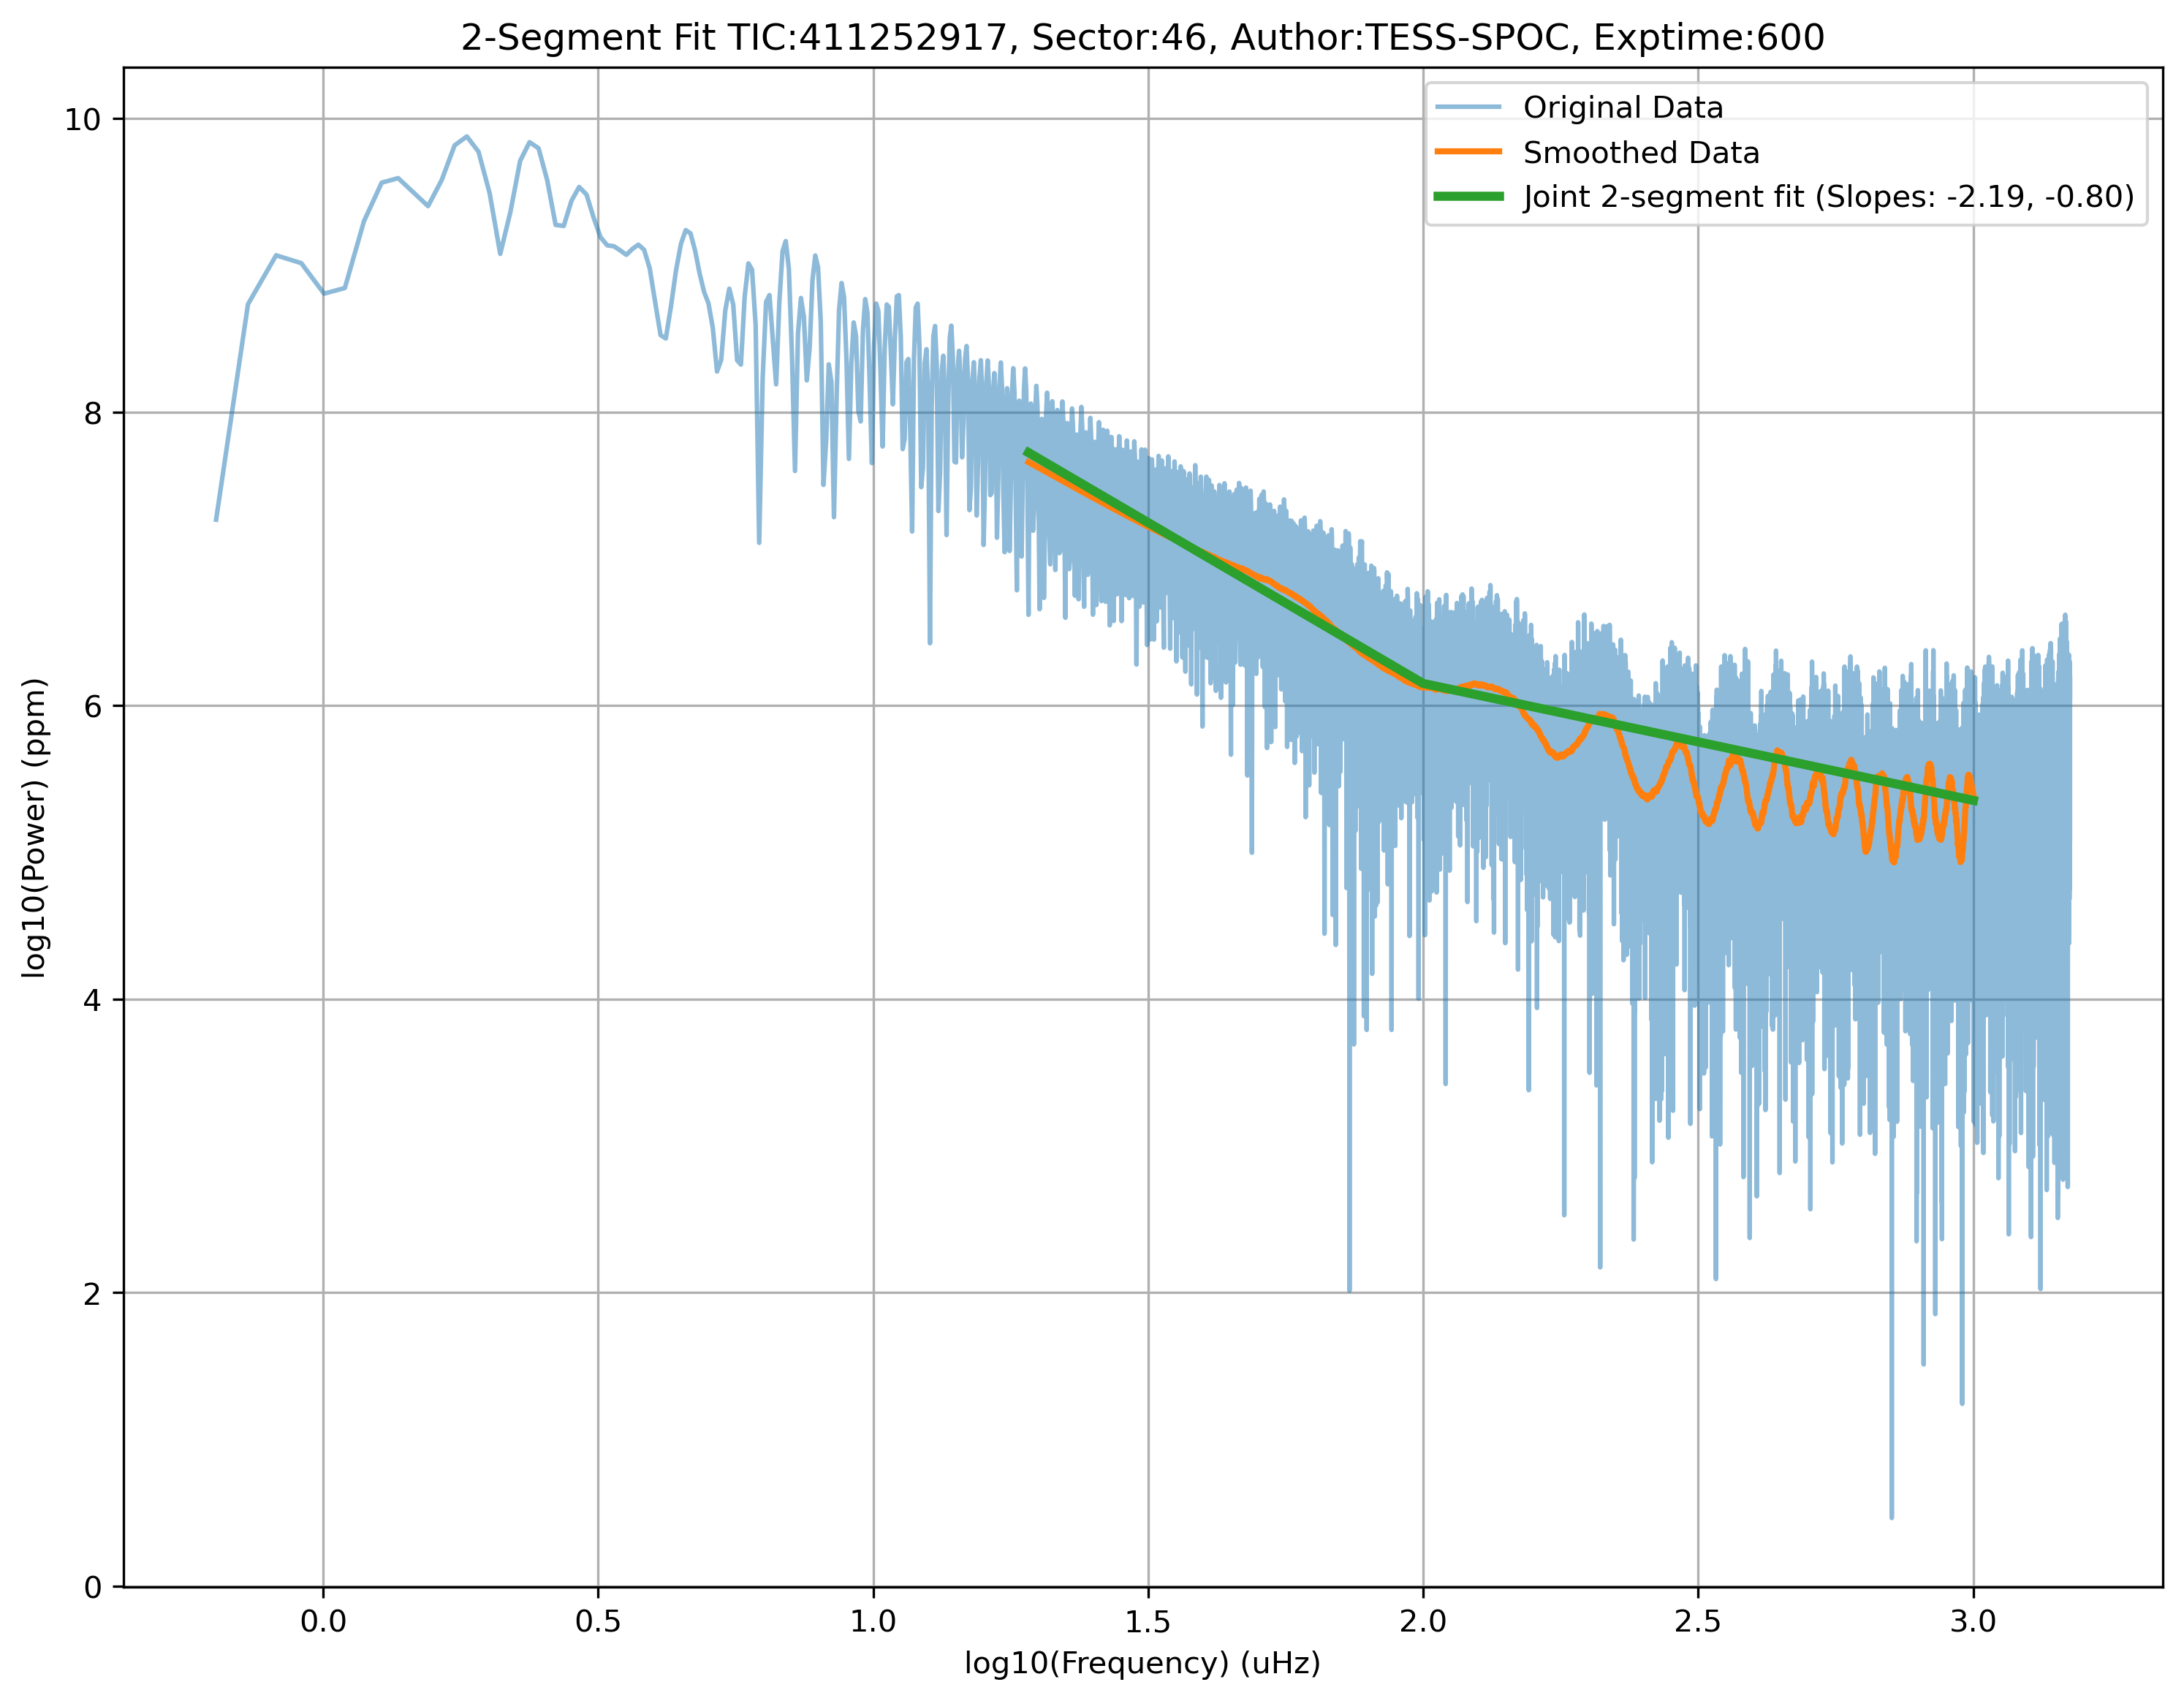 2-Segment Fit TIC:411252917, Sector:46, Author:TESS-SPOC, Exptime:600
Original Data
Smoothed Data
Joint 2-segment fit (Slopes: -2.19, -0.80)
log10(Power) (ppm)
10
8
6
4
2
0
0.0 0.5 1.0 1.5 2.0 2.5 3.0
log10(Frequency) (uHz)